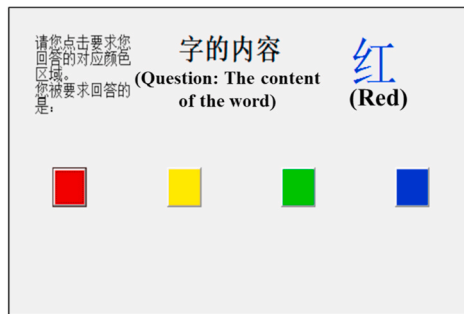 请您点击要求您
回答的对应颜色
区域。
您被要求回答的
是：
字的内容
(Question: The content
of the word)
红
(Red)